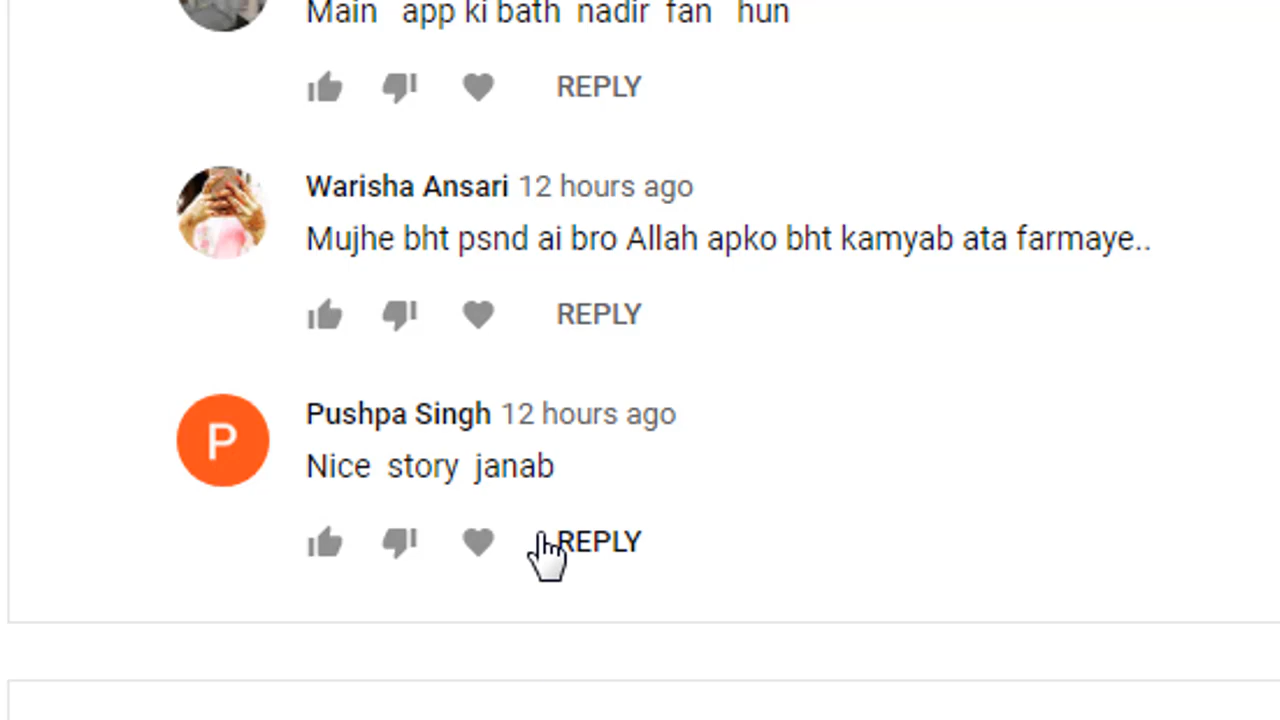 Main app ki bath nadir fan hun
REPLY
Warisha Ansari 12 hours ago
Mujhe bht psnd ai bro Allah apko bht kamyab ata farmaye..
REPLY
P
Pushpa Singh 12 hours ago
Nice story janab
REPLY